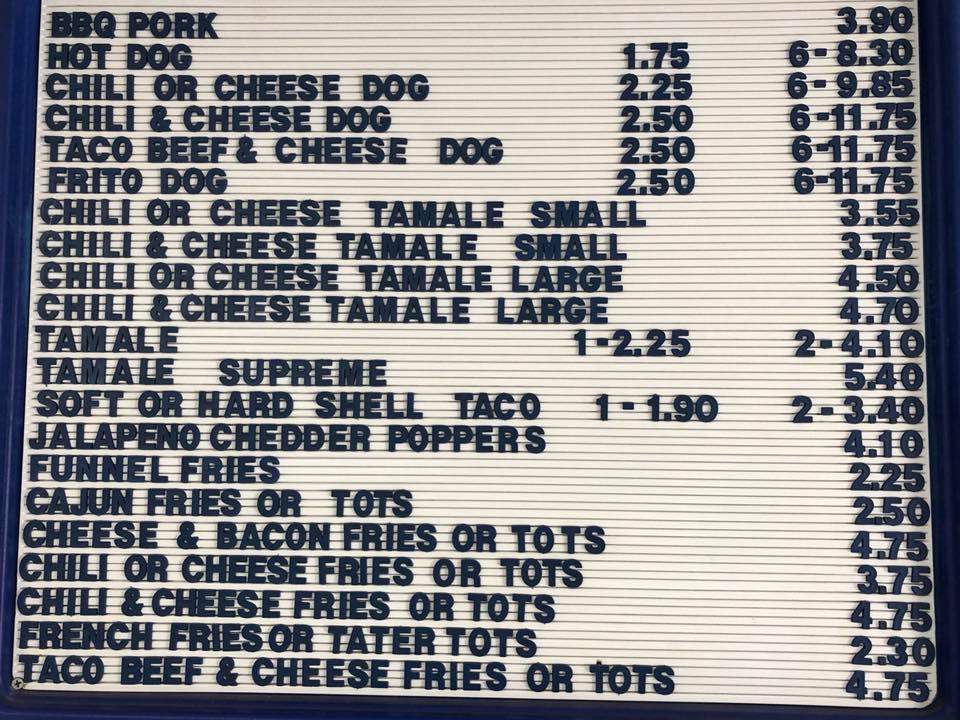 BBQ PORK 3.90
HOT DOG 1.75 6-8.30
CHILI OR CHEESE DOG 2.25 6-9.85
CHILI & CHEESE DOG 2.50 6-11.75
TACO BEEF & CHEESE DOG 2.50 6-11.75
FRITO DOG 2.50 6-11.75
CHILI OR CHEESE TAMALE SMALL 3.55
CHILI & CHEESE TAMALE SMALL 3.75
CHILI OR CHEESE TAMALE LARGE 4.50
CHILI & CHEESE TAMALE LARGE 4.70
TAMALE 1-2.25 2-4.10
TAMALE SUPREME 5.40
SOFT OR HARD SHELL TACO 1-1.90 2-3.40
JALAPENO CHEDDER POPPERS 4.10
FUNNEL FRIES 2.25
CAJUN FRIES OR TOTS 2.50
CHEESE & BACON FRIES OR TOTS 4.75
CHILI OR CHEESE FRIES OR TOTS 3.75
CHILI & CHEESE FRIES OR TOTS 4.75
FRENCH FRIES OR TATER TOTS 2.30
TACO BEEF & CHEESE FRIES OR TOTS 4.75